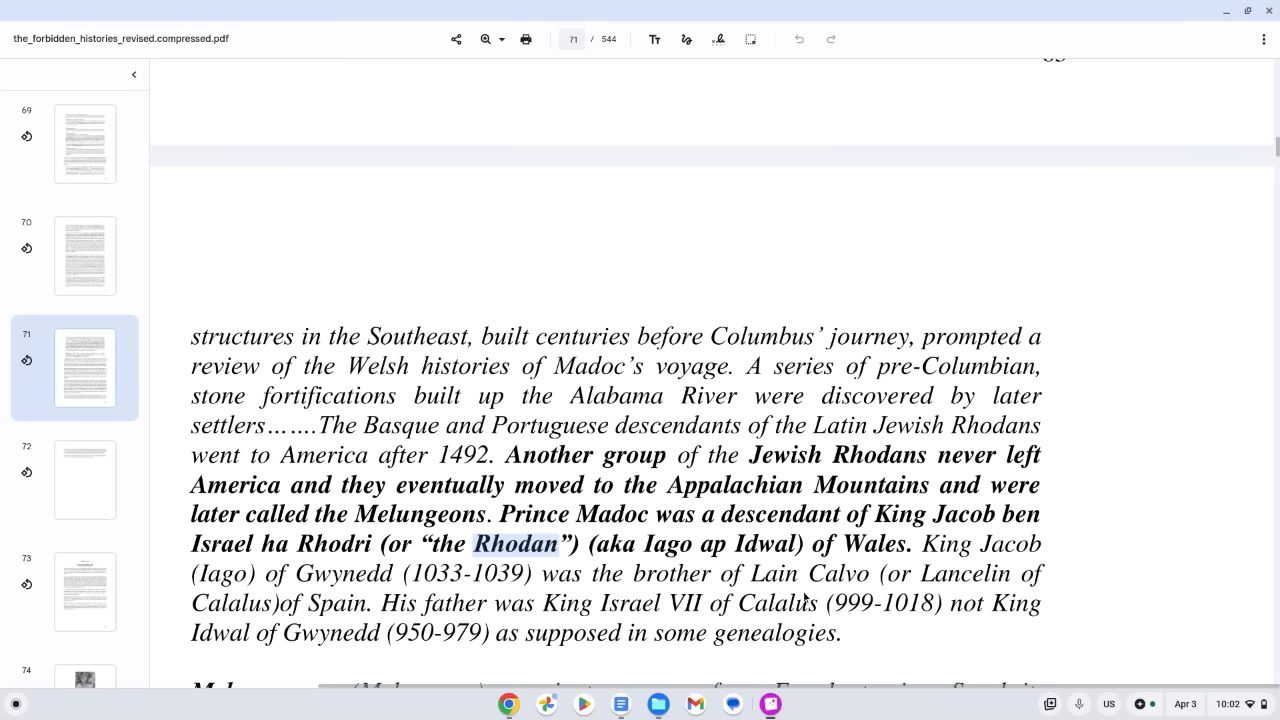 the_forbidden_histories_revised.compressed.pdf
71 / 544
69
70
71
72
73
74
structures in the Southeast, built centuries before Columbus’ journey, prompted a
review of the Welsh histories of Madoc’s voyage. A series of pre-Columbian,
stone fortifications built up the Alabama River were discovered by later
settlers…….The Basque and Portuguese descendants of the Latin Jewish Rhodans
went to America after 1492. Another group of the Jewish Rhodans never left
America and they eventually moved to the Appalachian Mountains and were
later called the Melungeons. Prince Madoc was a descendant of King Jacob ben
Israel ha Rhodri (or “the Rhodan”) (aka Iago ap Idwal) of Wales. King Jacob
(Iago) of Gwynedd (1033-1039) was the brother of Lain Calvo (or Lancelin of
Calalus)of Spain. His father was King Israel VII of Calalus (999-1018) not King
Idwal of Gwynedd (950-979) as supposed in some genealogies.
US
Apr 3
10:02